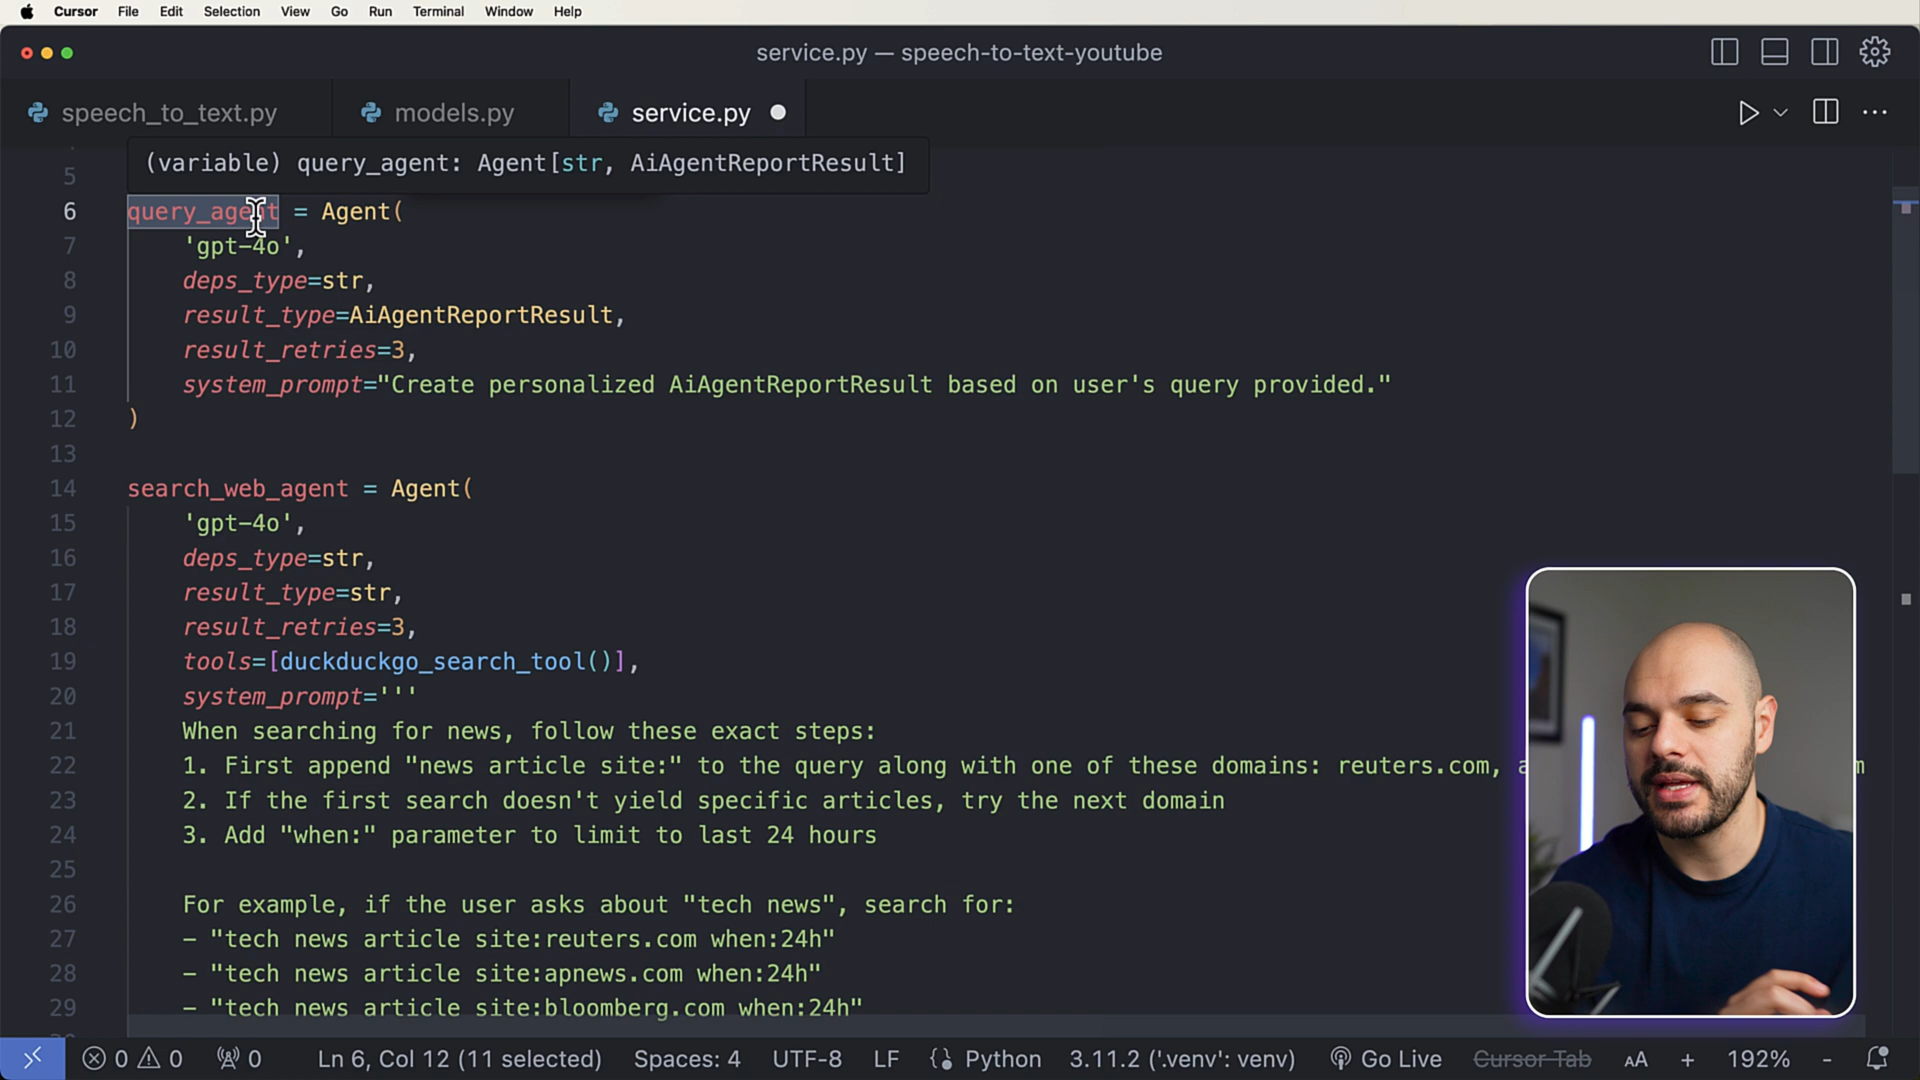 Cursor File Edit Selection View Go Run Terminal Window Help
service.py — speech-to-text-youtube
speech_to_text.py models.py service.py
(variable) query_agent: Agent[str, AiAgentReportResult]
5
6 query_agent = Agent(
7 'gpt-4o',
8 deps_type=str,
9 result_type=AiAgentReportResult,
10 result_retries=3,
11 system_prompt="Create personalized AiAgentReportResult based on user's query provided."
12 )
13
14 search_web_agent = Agent(
15 'gpt-4o',
16 deps_type=str,
17 result_type=str,
18 result_retries=3,
19 tools=[duckduckgo_search_tool()],
20 system_prompt='''
21 When searching for news, follow these exact steps:
22 1. First append "news article site:" to the query along with one of these domains: reuters.com,
23 2. If the first search doesn't yield specific articles, try the next domain
24 3. Add "when:" parameter to limit to last 24 hours
25
26 For example, if the user asks about "tech news", search for:
27 – "tech news article site:reuters.com when:24h"
28 – "tech news article site:apnews.com when:24h"
29 – "tech news article site:bloomberg.com when:24h"
0 0 0 Ln 6, Col 12 (11 selected) Spaces: 4 UTF-8 LF Python 3.11.2 ('.venv': venv) Go Live Cursor Tab AA + 192% -